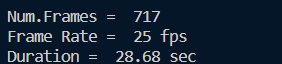 Num.Frames =  717
Frame Rate =  25 fps
Duration =  28.68 sec